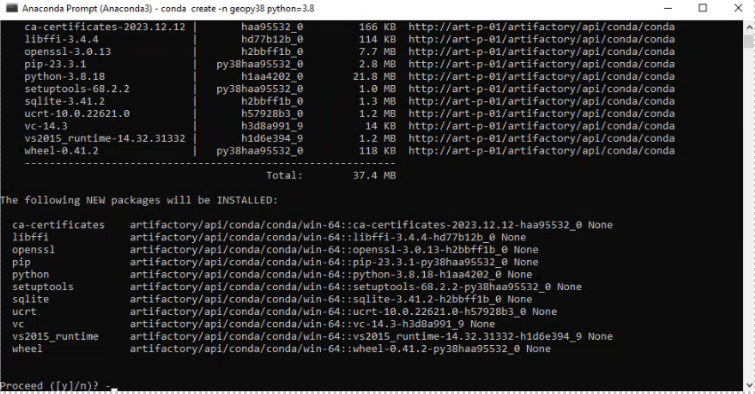 Anaconda Prompt (Anaconda3) - conda create -n geopy38 python=3.8
ca-certificates-2023.12.12 | haa95532_0 166 KB http://art-p-01/artifactory/api/conda/conda
libffi-3.4.4 | hd77b12b_0 114 KB http://art-p-01/artifactory/api/conda/conda
openssl-3.0.13 | h2bbff1b_0 7.7 MB http://art-p-01/artifactory/api/conda/conda
pip-23.3.1 | py38haa95532_0 2.8 MB http://art-p-01/artifactory/api/conda/conda
python-3.8.18 | h1aa4202_0 21.8 MB http://art-p-01/artifactory/api/conda/conda
setuptools-68.2.2 | py38haa95532_0 1.0 MB http://art-p-01/artifactory/api/conda/conda
sqlite-3.41.2 | h2bbff1b_0 1.3 MB http://art-p-01/artifactory/api/conda/conda
ucrt-10.0.22621.0 | h57928b3_0 1.2 MB http://art-p-01/artifactory/api/conda/conda
vc-14.3 | h3d8a991_9 14 KB http://art-p-01/artifactory/api/conda/conda
vs2015_runtime-14.32.31332 | h1d6e394_9 1.2 MB http://art-p-01/artifactory/api/conda/conda
wheel-0.41.2 | py38haa95532_0 118 KB http://art-p-01/artifactory/api/conda/conda
------------------------------------------------------------
Total: 37.4 MB
The following NEW packages will be INSTALLED:
ca-certificates artifactory/api/conda/conda/win-64::ca-certificates-2023.12.12-haa95532_0 None
libffi artifactory/api/conda/conda/win-64::libffi-3.4.4-hd77b12b_0 None
openssl artifactory/api/conda/conda/win-64::openssl-3.0.13-h2bbff1b_0 None
pip artifactory/api/conda/conda/win-64::pip-23.3.1-py38haa95532_0 None
python artifactory/api/conda/conda/win-64::python-3.8.18-h1aa4202_0 None
setuptools artifactory/api/conda/conda/win-64::setuptools-68.2.2-py38haa95532_0 None
sqlite artifactory/api/conda/conda/win-64::sqlite-3.41.2-h2bbff1b_0 None
ucrt artifactory/api/conda/conda/win-64::ucrt-10.0.22621.0-h57928b3_0 None
vc artifactory/api/conda/conda/win-64::vc-14.3-h3d8a991_9 None
vs2015_runtime artifactory/api/conda/conda/win-64::vs2015_runtime-14.32.31332-h1d6e394_9 None
wheel artifactory/api/conda/conda/win-64::wheel-0.41.2-py38haa95532_0 None
Proceed ([y]/n)? -